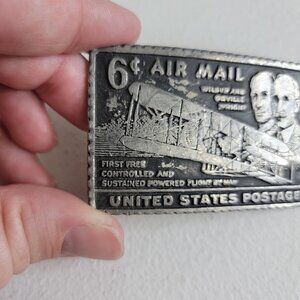 6¢ AIR MAIL
WILBUR AND
ORVILLE
WRIGHT
FIRST FREE
CONTROLLED AND
SUSTAINED POWERED FLIGHT BY MAN
UNITED STATES POSTAGE